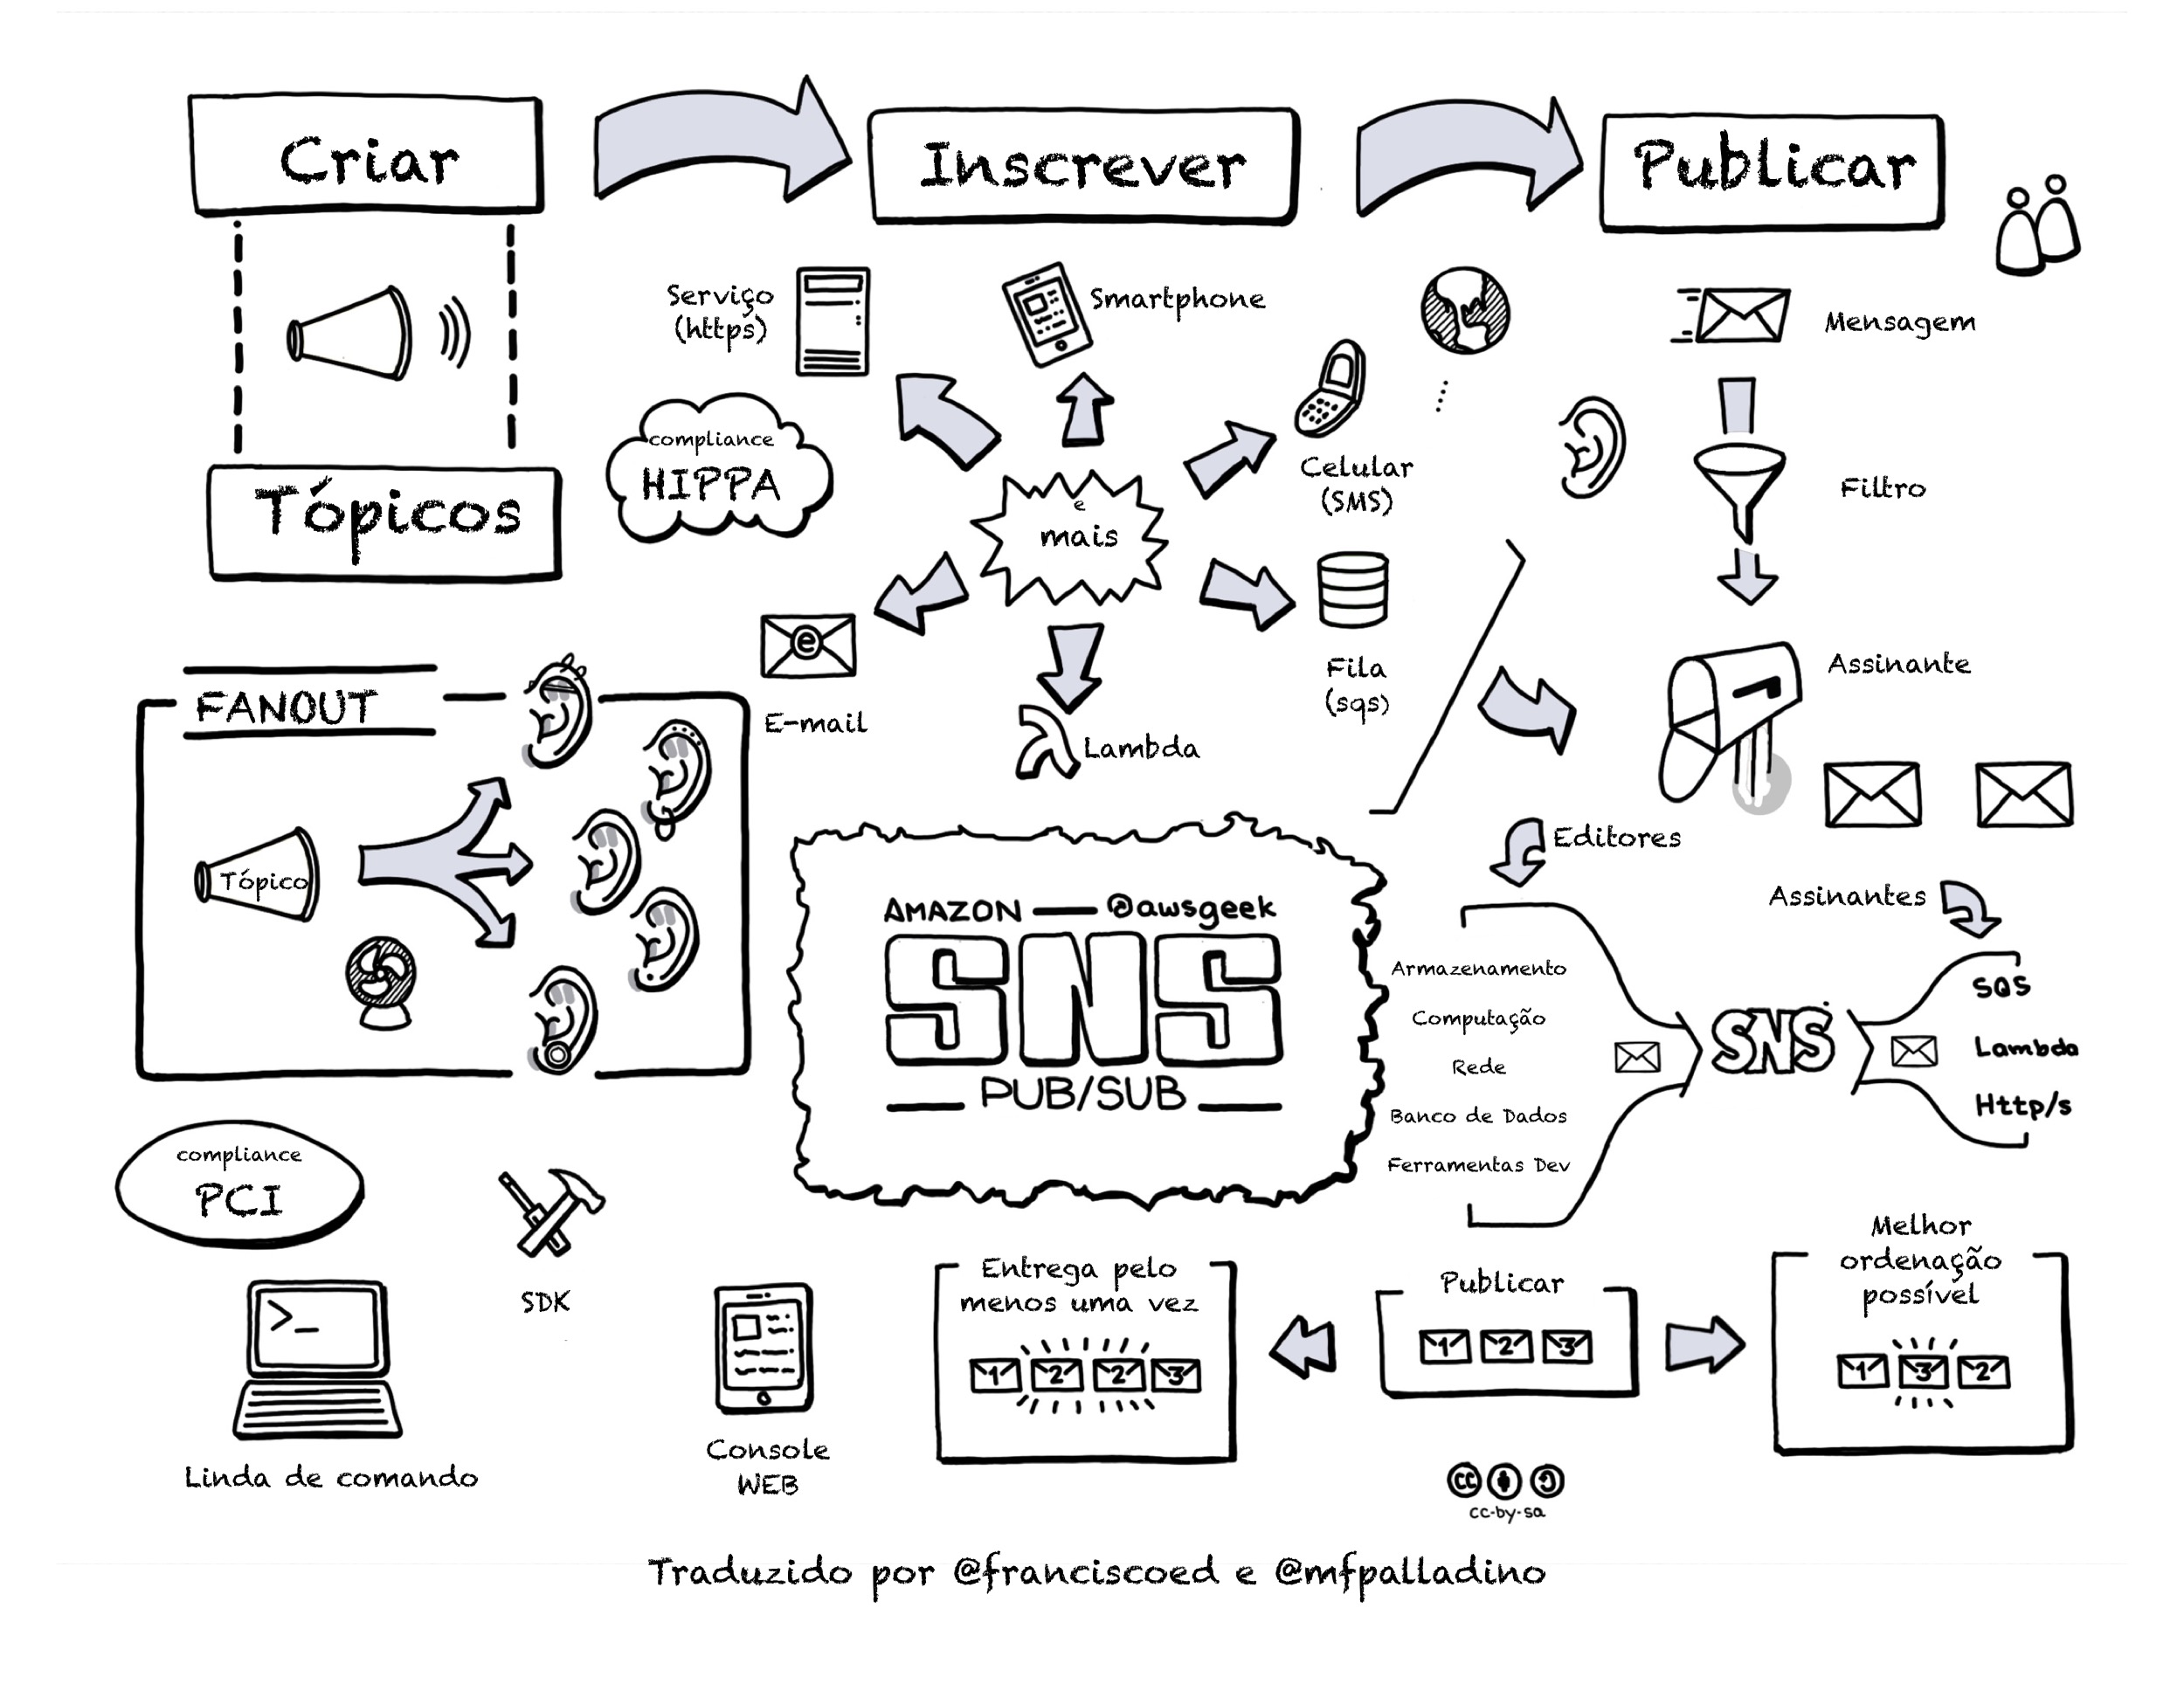 Criar
Inscrever
Publicar
Serviço
(https)
Smartphone
Mensagem
compliance
HIPPA
Celular
(SMS)
Filtro
Tópicos
e
mais
E-mail
Fila
(sqs)
Assinante
Lambda
FANOUT
Tópico
Editores
Assinantes
AMAZON — @awsgeek
SNS
PUB/SUB
Armazenamento
Computação
Rede
Banco de Dados
Ferramentas Dev
SNS
SQS
Lambda
Http/s
compliance
PCI
SDK
Linda de comando
Console
WEB
Entrega pelo
menos uma vez
1 2 2 3
Publicar
1 2 3
Melhor
ordenação
possível
1 3 2
cc
cc-by-sa
Traduzido por @franciscoed e @mfpalladino